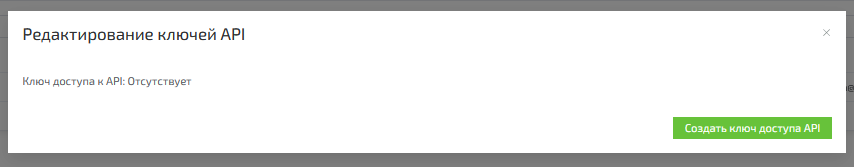 Редактирование ключей API
Ключ доступа к API: Отсутствует
Создать ключ доступа API